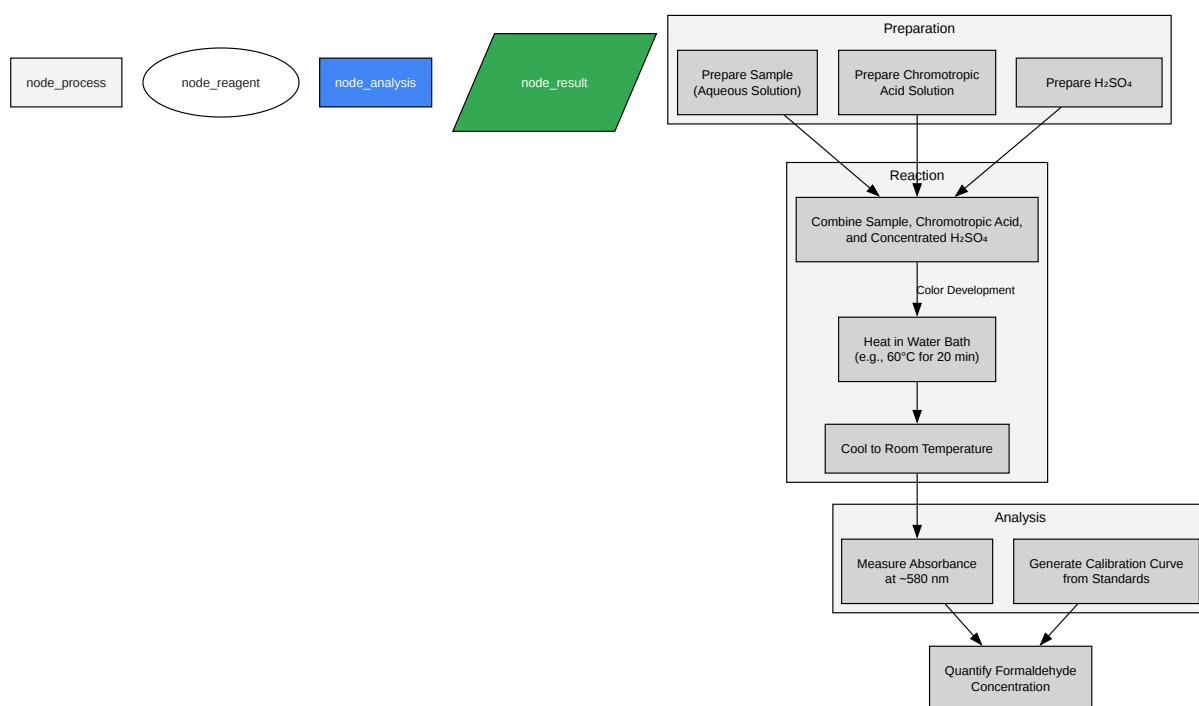 node_process
node_reagent
node_analysis
node_result
Preparation
Prepare Sample
(Aqueous Solution)
Prepare Chromotropic
Acid Solution
Prepare H₂SO₄
Reaction
Combine Sample, Chromotropic Acid,
and Concentrated H₂SO₄
Color Development
Heat in Water Bath
(e.g., 60°C for 20 min)
Cool to Room Temperature
Analysis
Measure Absorbance
at ~580 nm
Generate Calibration Curve
from Standards
Quantify Formaldehyde
Concentration